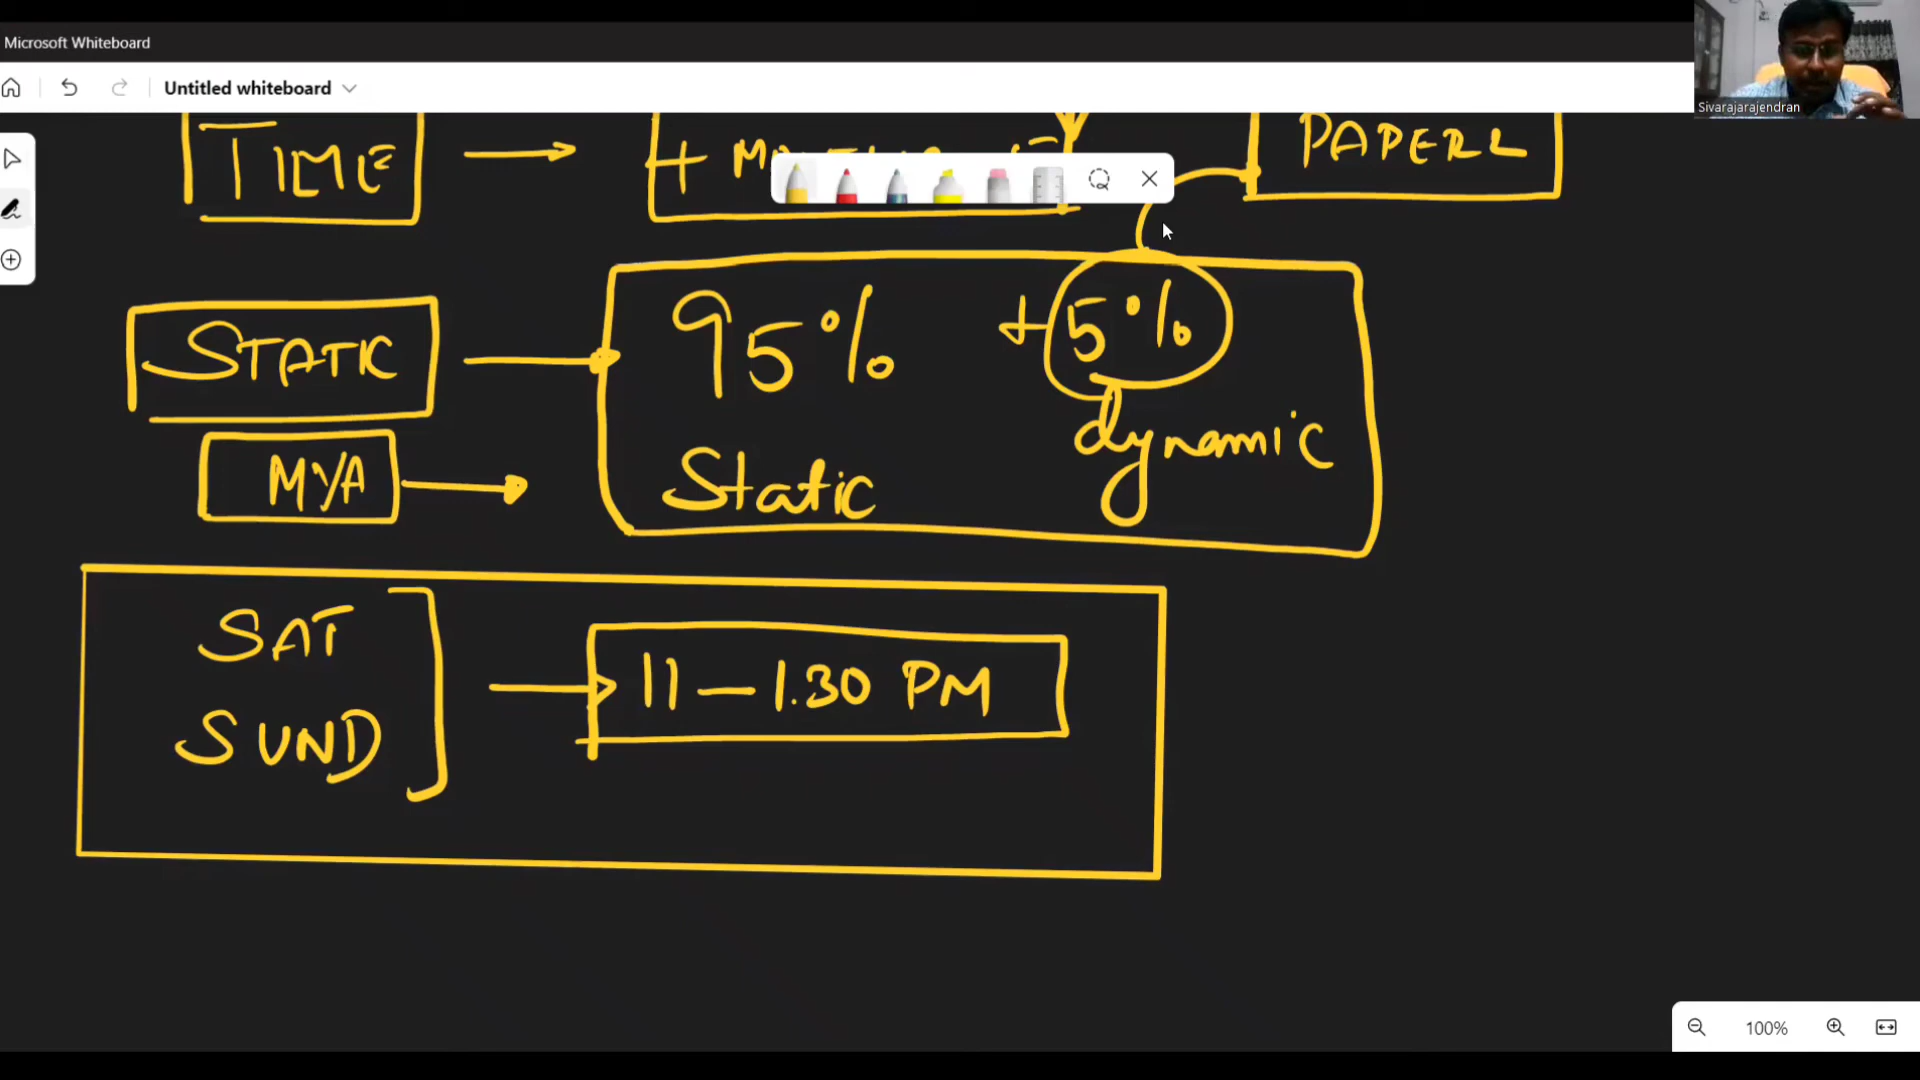 Microsoft Whiteboard
Untitled whiteboard
Sivarajarajendran
TIME
+
PAPER
STATIC
95% +5%
Static dynamic
MYA
SAT
SUND
11 — 1.30 PM
100%